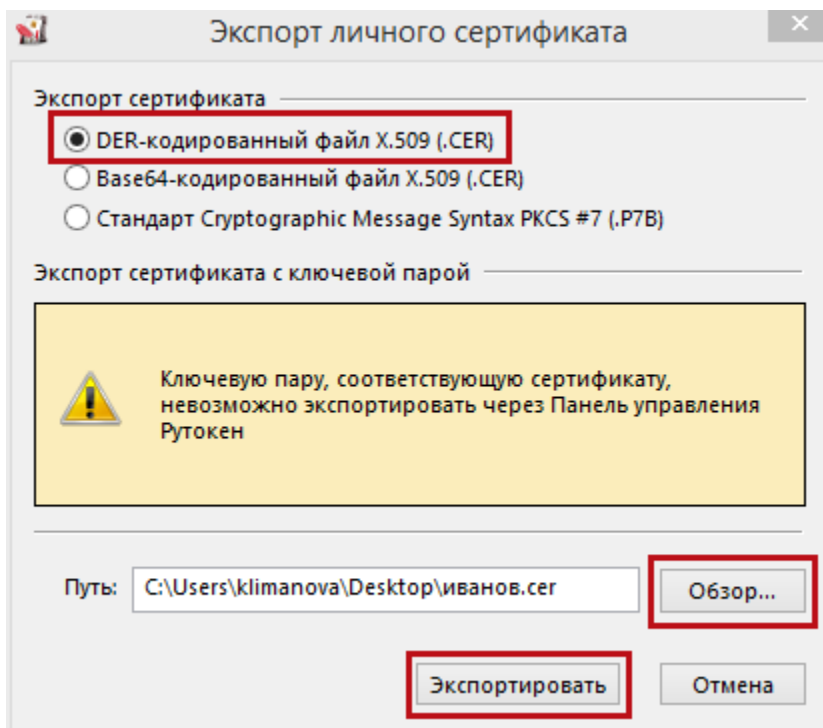 Экспорт личного сертификата
Экспорт сертификата
DER-кодированный файл X.509 (.CER)
Base64-кодированный файл X.509 (.CER)
Стандарт Cryptographic Message Syntax PKCS #7 (.P7B)
Экспорт сертификата с ключевой парой
Ключевую пару, соответствующую сертификату,
невозможно экспортировать через Панель управления
Рутокен
Путь: C:\Users\klimanova\Desktop\иванов.cer Обзор...
Экспортировать Отмена